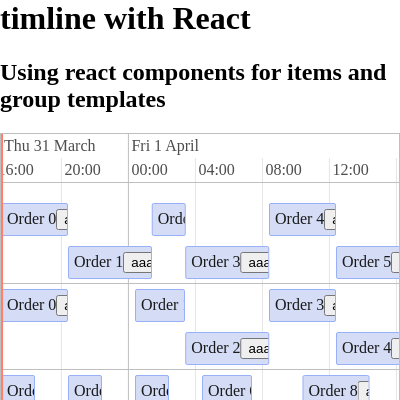 timline with React
Using react components for items and
group templates
Thu 31 March Fri 1 April
6:00 20:00 00:00 04:00 08:00 12:00
Order 0 Order 4
Order 1 aaa Order 3 aaa Order 5
Order 0 Order Order 3
Order 2 aaa Order 4
Order 8